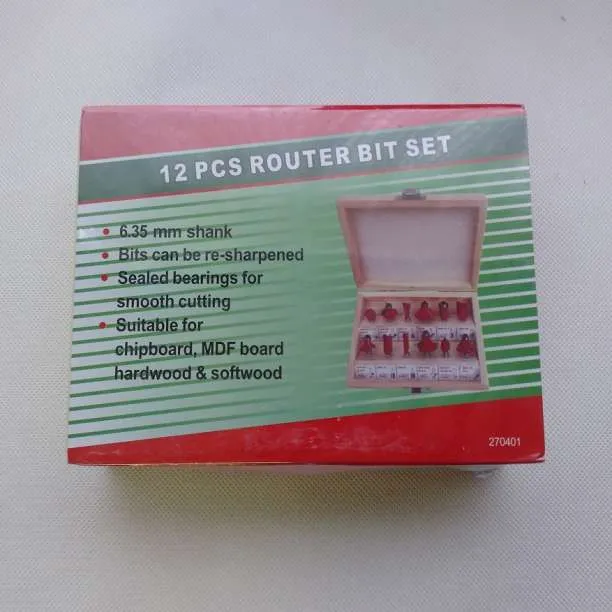 12 PCS ROUTER BIT SET
• 6.35 mm shank
• Bits can be re-sharpened
• Sealed bearings for
smooth cutting
• Suitable for
chipboard, MDF board
hardwood & softwood
270401